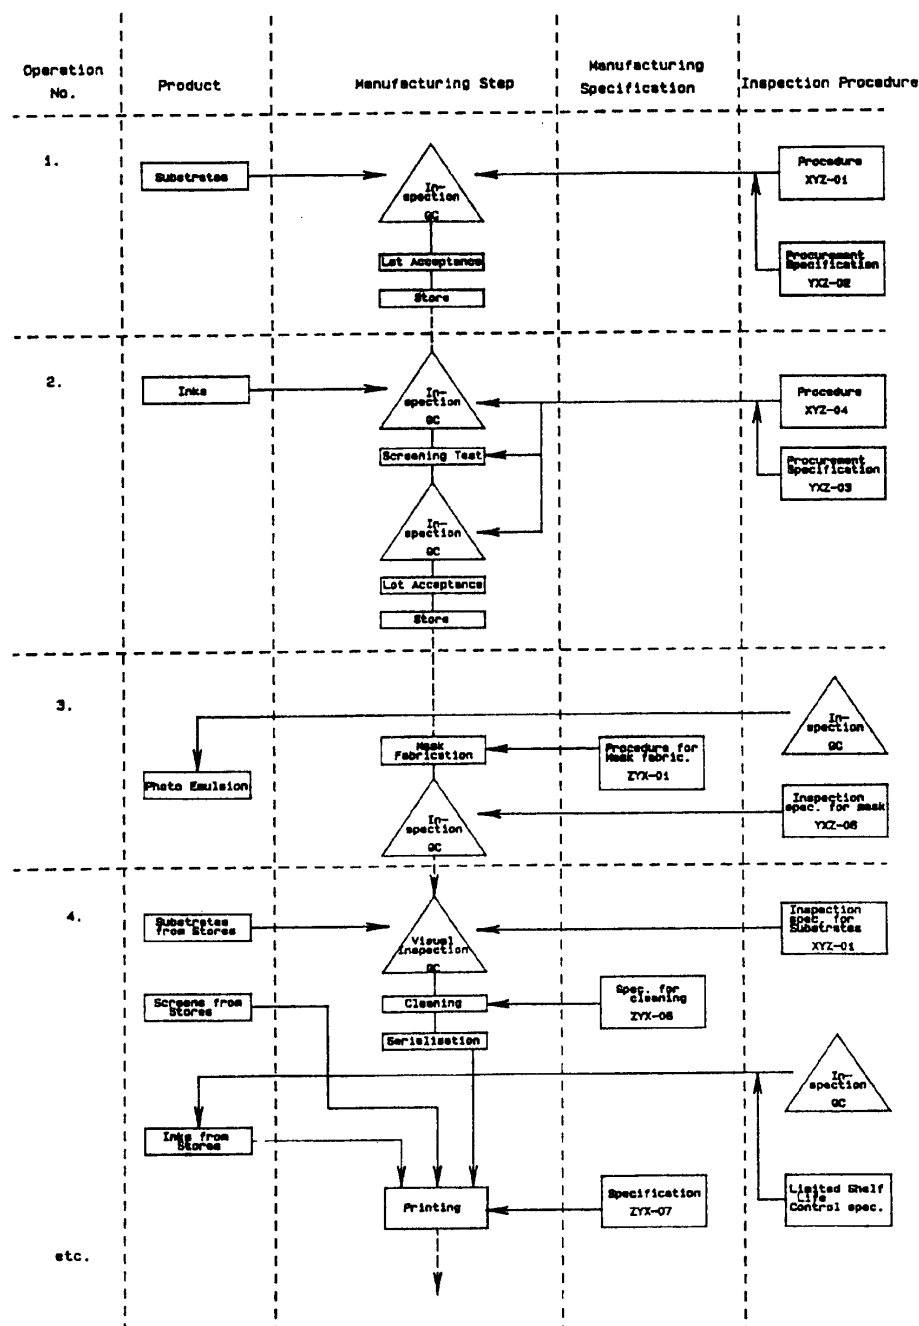 Operation
No.
Product
Manufacturing Step
Manufacturing
Specification
Inspection Procedure
1.
Substrates
In-
spection
QC
Lot Acceptance
Store
Procedure
XYZ-01
Procurement
Specification
YXZ-02
2.
Inks
In-
spection
QC
Screening Test
In-
spection
QC
Lot Acceptance
Store
Procedure
XYZ-04
Procurement
Specification
YXZ-03
3.
Photo Emulsion
Mask
Fabrication
In-
spection
QC
Procedure for
Mask fabric.
ZYX-01
In-
spection
QC
Inspection
spec. for mask
YXZ-06
4.
Substrates
from Stores
Visual
Inspection
QC
Inspection
spec. for
Substrates
XYZ-01
Screens from
Stores
Cleaning
Serialisation
Spec. for
cleaning
ZYX-06
In-
spection
QC
Inks from
Stores
Printing
Specification
ZYX-07
Limited Shelf
Life
Control spec.
etc.